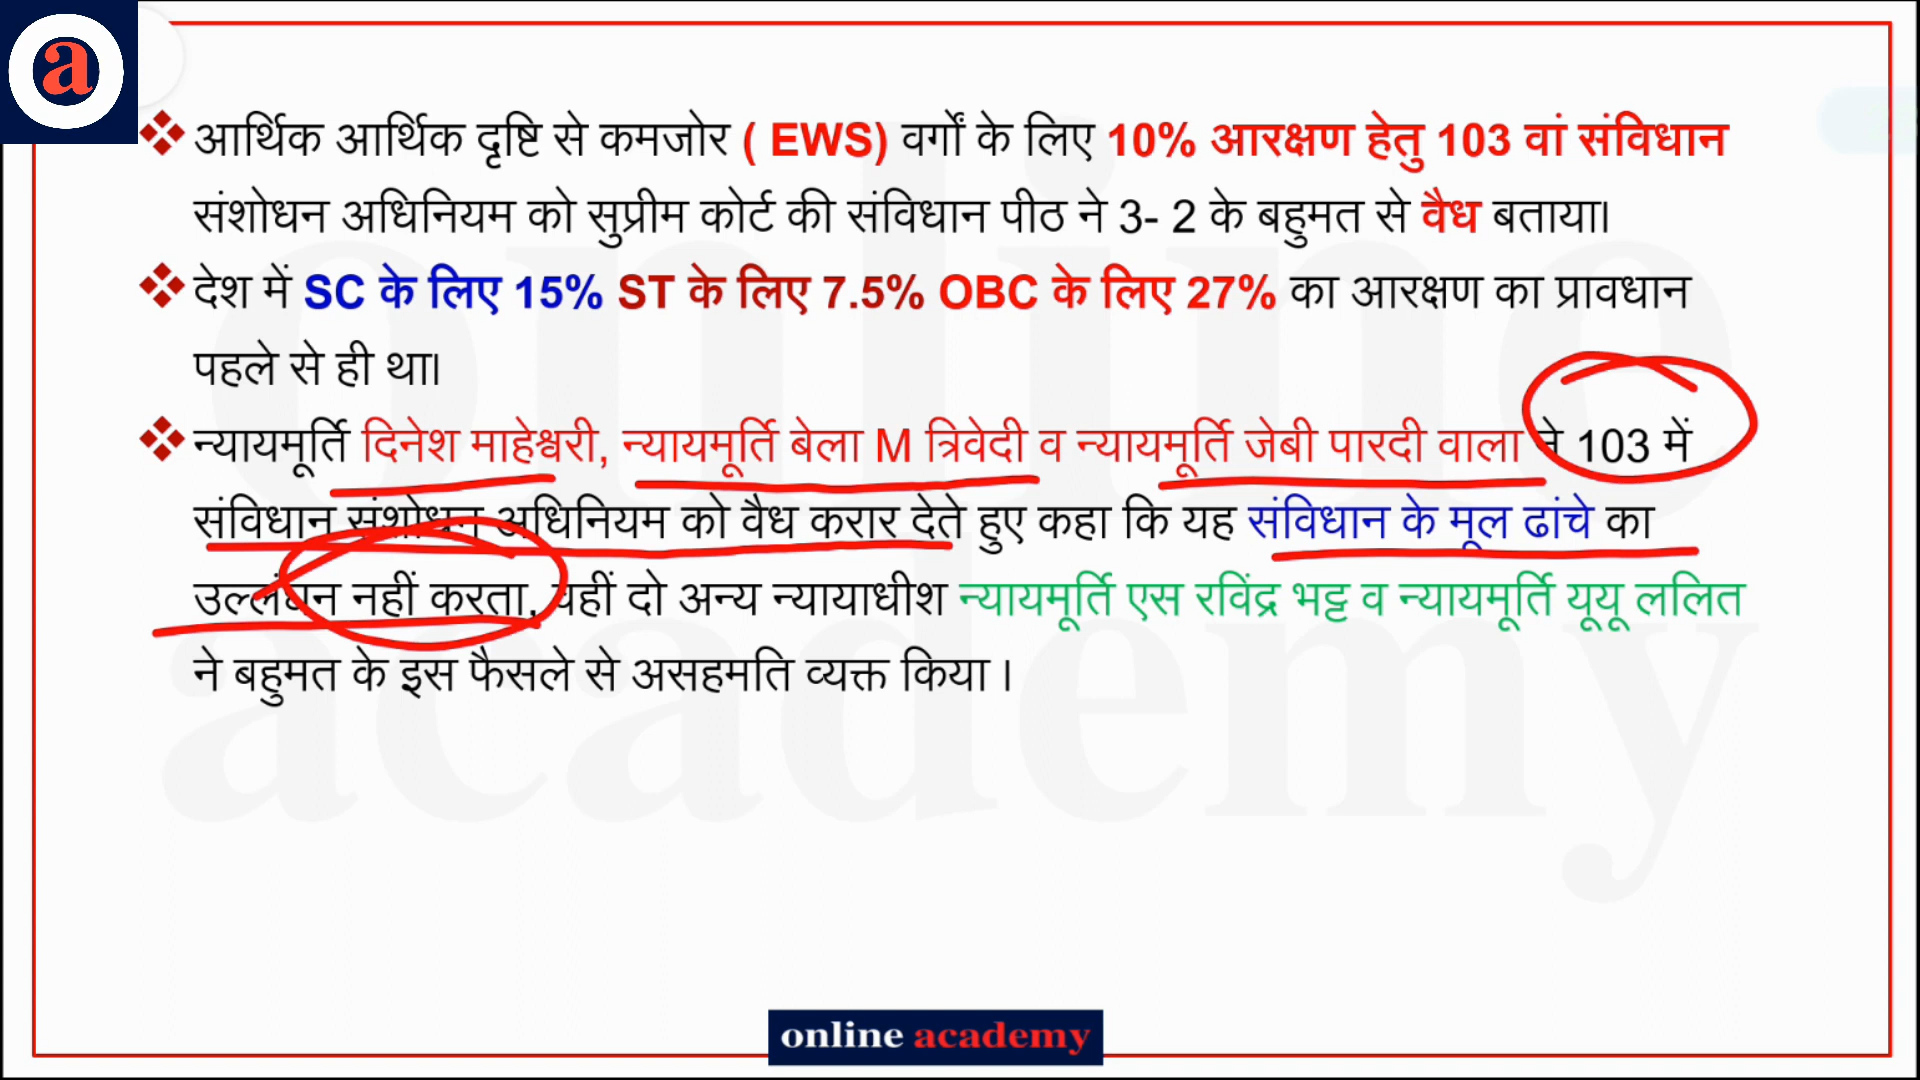 a
आर्थिक आर्थिक दृष्टि से कमजोर ( EWS) वर्गों के लिए 10% आरक्षण हेतु 103 वां संविधान
संशोधन अधिनियम को सुप्रीम कोर्ट की संविधान पीठ ने 3- 2 के बहुमत से वैध बताया।
देश में SC के लिए 15% ST के लिए 7.5% OBC के लिए 27% का आरक्षण का प्रावधान
पहले से ही था।
न्यायमूर्ति दिनेश माहेश्वरी, न्यायमूर्ति बेला M त्रिवेदी व न्यायमूर्ति जेबी पारदी वाला ने 103 में
संविधान संशोधन अधिनियम को वैध करार देते हुए कहा कि यह संविधान के मूल ढांचे का
उल्लंघन नहीं करता, वहीं दो अन्य न्यायाधीश न्यायमूर्ति एस रविंद्र भट्ट व न्यायमूर्ति यूयू ललित
ने बहुमत के इस फैसले से असहमति व्यक्त किया ।
online
academy
online academy